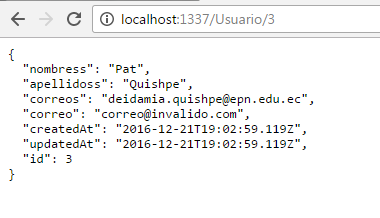 localhost:1337/Usuario/3
{
"nombress": "Pat",
"apellidoss": "Quishpe",
"correos": "deidamia.quishpe@epn.edu.ec",
"correo": "correo@invalido.com",
"createdAt": "2016-12-21T19:02:59.119Z",
"updatedAt": "2016-12-21T19:02:59.119Z",
"id": 3
}